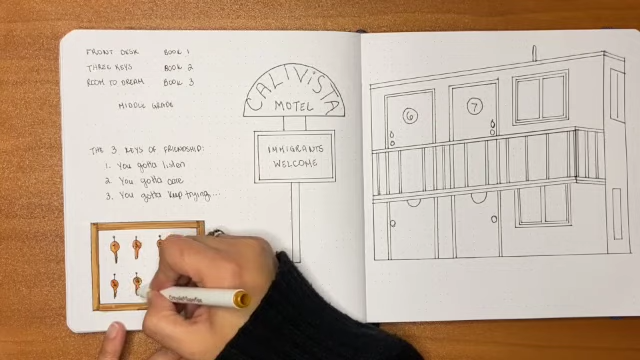 FRONT DESK BOOK 1
THREE KEYS BOOK 2
ROOM TO DREAM BOOK 3
MIDDLE GRADE
THE 3 KEYS OF FRIENDSHIP:
1. You gotta listen
2. You gotta care
3. You gotta keep trying...
CALIVISTA
MOTEL
IMMIGRANTS
WELCOME
6
7